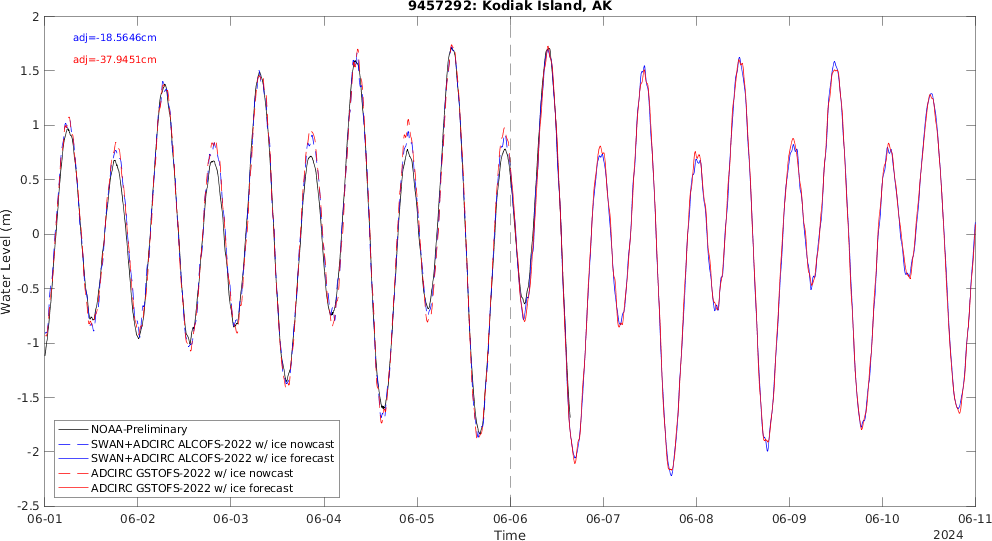 9457292: Kodiak Island, AK
2
adj=-18.5646cm
adj=-37.9451cm
1.5
1
0.5
0
-0.5
-1
-1.5
-2
-2.5
Water Level (m)
NOAA-Preliminary
SWAN+ADCIRC ALCOFS-2022 w/ ice nowcast
SWAN+ADCIRC ALCOFS-2022 w/ ice forecast
ADCIRC GSTOFS-2022 w/ ice nowcast
ADCIRC GSTOFS-2022 w/ ice forecast
06-01 06-02 06-03 06-04 06-05 06-06 06-07 06-08 06-09 06-10 06-11
Time
2024